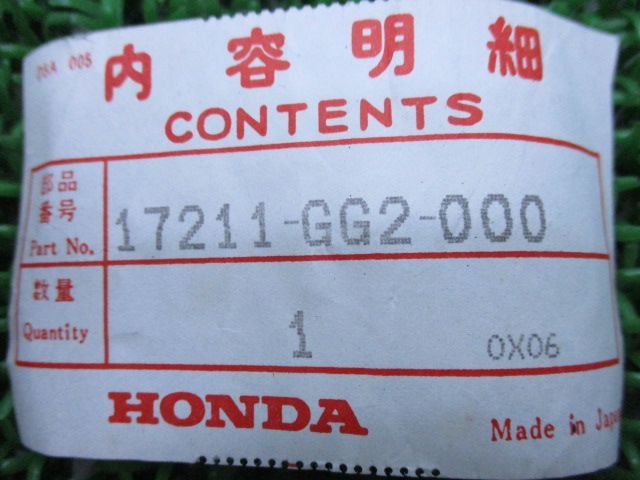 08A 005
内容明細
CONTENTS
部品
番号
Part No.
17211-GG2-000
数量
Quantity
1
0X06
HONDA
Made in Japan